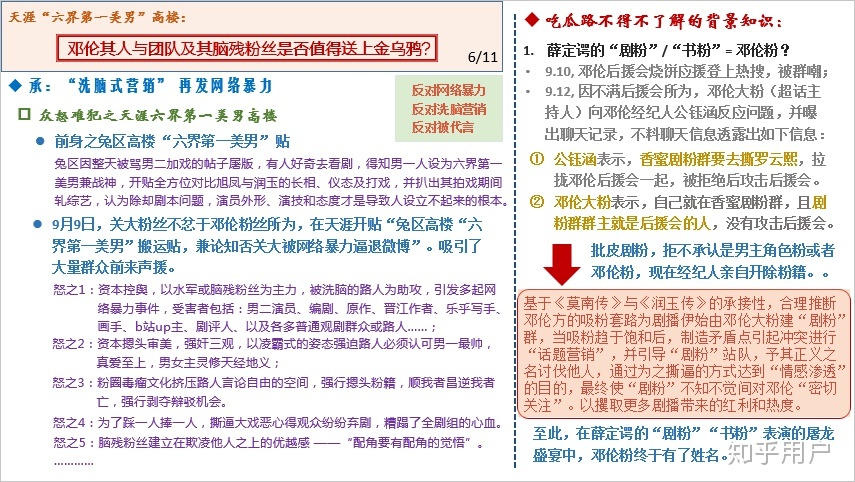 天涯“六界第一美男”高楼：
邓伦其人与团队及其脑残粉丝是否值得送上金乌鸦?
6/11
◆ 承：“洗脑式营销” 再发网络暴力
反对网络暴力
反对洗脑营销
反对被代言
□ 众怒难犯之天涯六界第一美男高楼
● 前身之兔区高楼“六界第一美男”贴
兔区因整天被骂男二加戏的帖子屠版，有人好奇去看剧，得知男一人设为六界第一
美男兼战神，开贴全方位对比旭凤与润玉的长相、仪态及打戏，并扒出其拍戏期间
轧综艺，认为除却剧本问题，演员外形、演技和态度才是导致人设立不起来的根本。
● 9月9日，关大粉丝不忿于邓伦粉丝所为，在天涯开贴“兔区高楼“六
界第一美男”搬运贴，兼论知否关大被网络暴力逼退微博”。吸引了
大量群众前来声援。
怒之1：资本控舆，以水军或脑残粉丝为主力，被洗脑的路人为助攻，引发多起网
络暴力事件，受害者包括：男二演员、编剧、原作、晋江作者、乐乎写手、
画手、b站up主、剧评人、以及各多普通观剧群众或路人……；
怒之2：资本摁头审美，强奸三观，以凌霸式的姿态强迫路人必须认可男一最帅，
真爱至上，男女主灵修天经地义；
怒之3：粉圈毒瘤文化挤压路人言论自由的空间，强行摁头粉籍，顺我者昌逆我者
亡，强行剥夺辩驳机会。
怒之4：为了踩一人捧一人，撕逼大戏恶心得观众纷纷弃剧，糟蹋了全剧组的心血。
怒之5：脑残粉丝建立在欺凌他人之上的优越感 ——“配角要有配角的觉悟”。
…………
◆ 吃瓜路不得不了解的背景知识：
1. 薛定谔的“剧粉”/“书粉”= 邓伦粉？
• 9.10, 邓伦后援会烧饼应援登上热搜，被群嘲；
• 9.12, 因不满后援会所为，邓伦大粉（超话主
持人）向邓伦经纪人公钰涵反应问题，并曝
出聊天记录，不料聊天信息透露出如下信息：
① 公钰涵表示，香蜜剧粉群要去撕罗云熙，拉
拢邓伦后援会一起，被拒绝后攻击后援会。
② 邓伦大粉表示，自己就在香蜜剧粉群，且剧
粉群群主就是后援会的人，没有攻击后援会。
批皮剧粉，拒不承认是男主角色粉或者
邓伦粉，现在经纪人亲自开除粉籍。。
基于《莫南传》与《润玉传》的承接性，合理推断
邓伦方的吸粉套路为剧播伊始由邓伦大粉建“剧粉”
群，当吸粉趋于饱和后，制造矛盾点引起冲突进行
“话题营销”，并引导“剧粉”站队，予其正义之
名讨伐他人，通过为之撕逼的方式达到“情感渗透”
的目的，最终使“剧粉”不知不觉间对邓伦“密切
关注”。以攫取更多剧播带来的红利和热度。
至此，在薛定谔的“剧粉”“书粉”表演的屠龙
盛宴中，邓伦粉终于有了姓名。
知乎用户